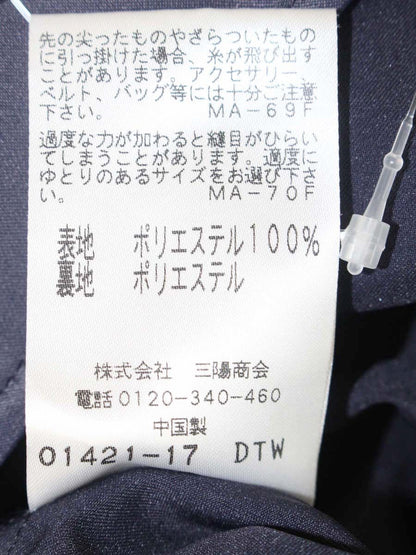 先の尖ったものやざらついたもの
に引っ掛けた場合、糸が飛び出す
ことがあります。アクセサリー、
ベルト、バッグ等には十分ご注意
下さい。 MA-69F
過度な力が加わると縫目がひらい
てしまうことがあります。適度に
ゆとりのあるサイズをお選び下さ
い。 MA-70F
表地 ポリエステル100%
裏地 ポリエステル
株式会社 三陽商会
電話0120-340-460
中国製
01421-17 DTW